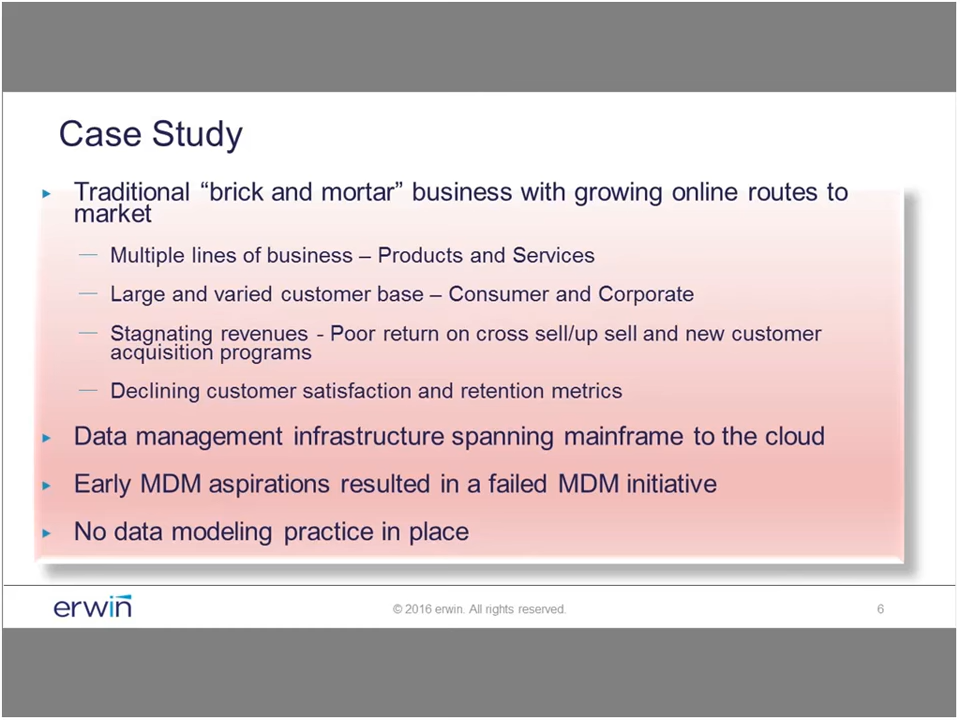 Case Study
Traditional “brick and mortar” business with growing online routes to
market
Multiple lines of business – Products and Services
Large and varied customer base – Consumer and Corporate
Stagnating revenues - Poor return on cross sell/up sell and new customer
acquisition programs
Declining customer satisfaction and retention metrics
Data management infrastructure spanning mainframe to the cloud
Early MDM aspirations resulted in a failed MDM initiative
No data modeling practice in place
erwin
© 2016 erwin. All rights reserved.
6